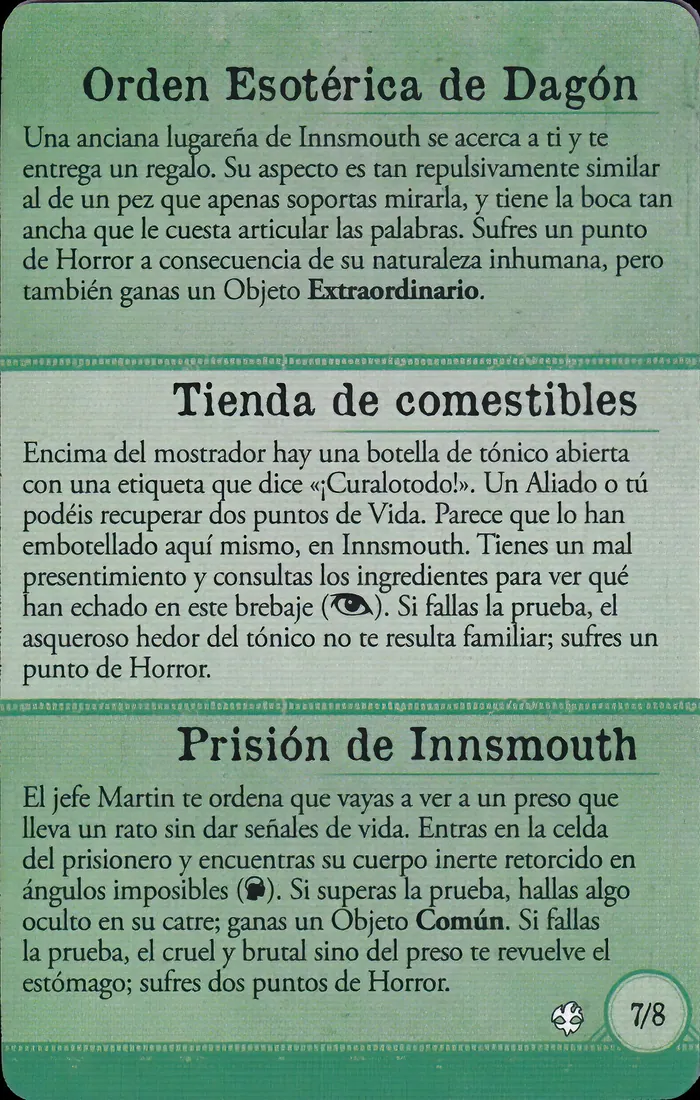 Orden Esotérica de Dagón
Una anciana lugareña de Innsmouth se acerca a ti y te
entrega un regalo. Su aspecto es tan repulsivamente similar
al de un pez que apenas soportas mirarla, y tiene la boca tan
ancha que le cuesta articular las palabras. Sufres un punto
de Horror a consecuencia de su naturaleza inhumana, pero
también ganas un Objeto Extraordinario.
Tienda de comestibles
Encima del mostrador hay una botella de tónico abierta
con una etiqueta que dice «¡Curalotodo!». Un Aliado o tú
podéis recuperar dos puntos de Vida. Parece que lo han
embotellado aquí mismo, en Innsmouth. Tienes un mal
presentimiento y consultas los ingredientes para ver qué
han echado en este brebaje (). Si fallas la prueba, el
asqueroso hedor del tónico no te resulta familiar; sufres un
punto de Horror.
Prisión de Innsmouth
El jefe Martin te ordena que vayas a ver a un preso que
lleva un rato sin dar señales de vida. Entras en la celda
del prisionero y encuentras su cuerpo inerte retorcido en
ángulos imposibles (). Si superas la prueba, hallas algo
oculto en su catre; ganas un Objeto Común. Si fallas
la prueba, el cruel y brutal sino del preso te revuelve el
estómago; sufres dos puntos de Horror.
7/8